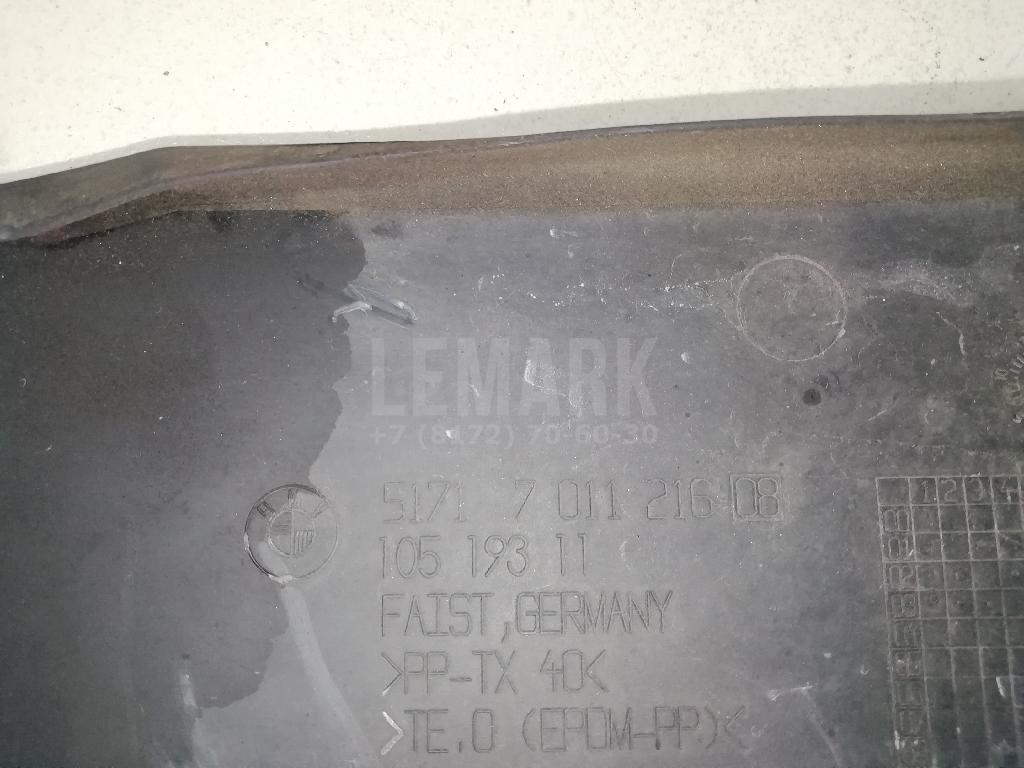 LEMARK
+7 (8172) 70-60-30
5171 7 011 216 08
105 193 11
FAIST, GERMANY
>PP-TX 40<
>TE.O (EPDM-PP)<
1 2 3 4